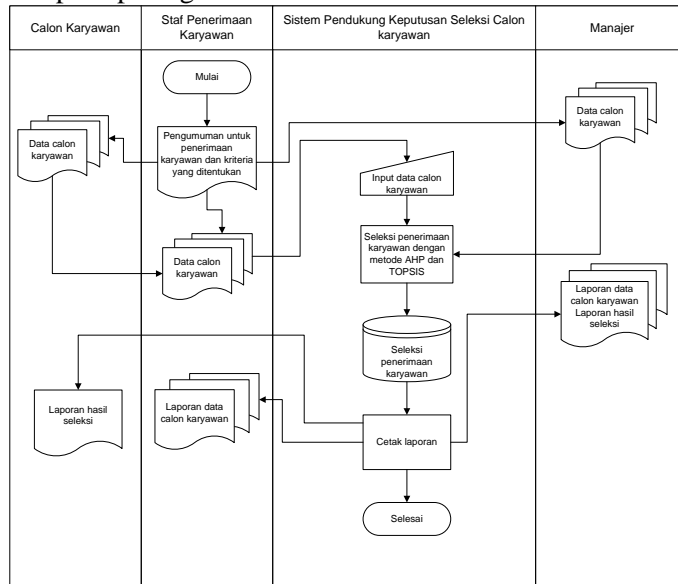 Calon Karyawan
Staf Penerimaan
Karyawan
Sistem Pendukung Keputusan Seleksi Calon
karyawan
Manajer
Mulai
Pengumuman untuk
penerimaan
karyawan dan kriteria
yang ditentukan
Data calon
karyawan
Data calon
karyawan
Input data calon
karyawan
Data calon
karyawan
Seleksi penerimaan
karyawan dengan
metode AHP dan
TOPSIS
Laporan data
calon karyawan
Laporan hasil
seleksi
Seleksi
penerimaan
karyawan
Laporan hasil
seleksi
Laporan data
calon karyawan
Cetak laporan
Selesai